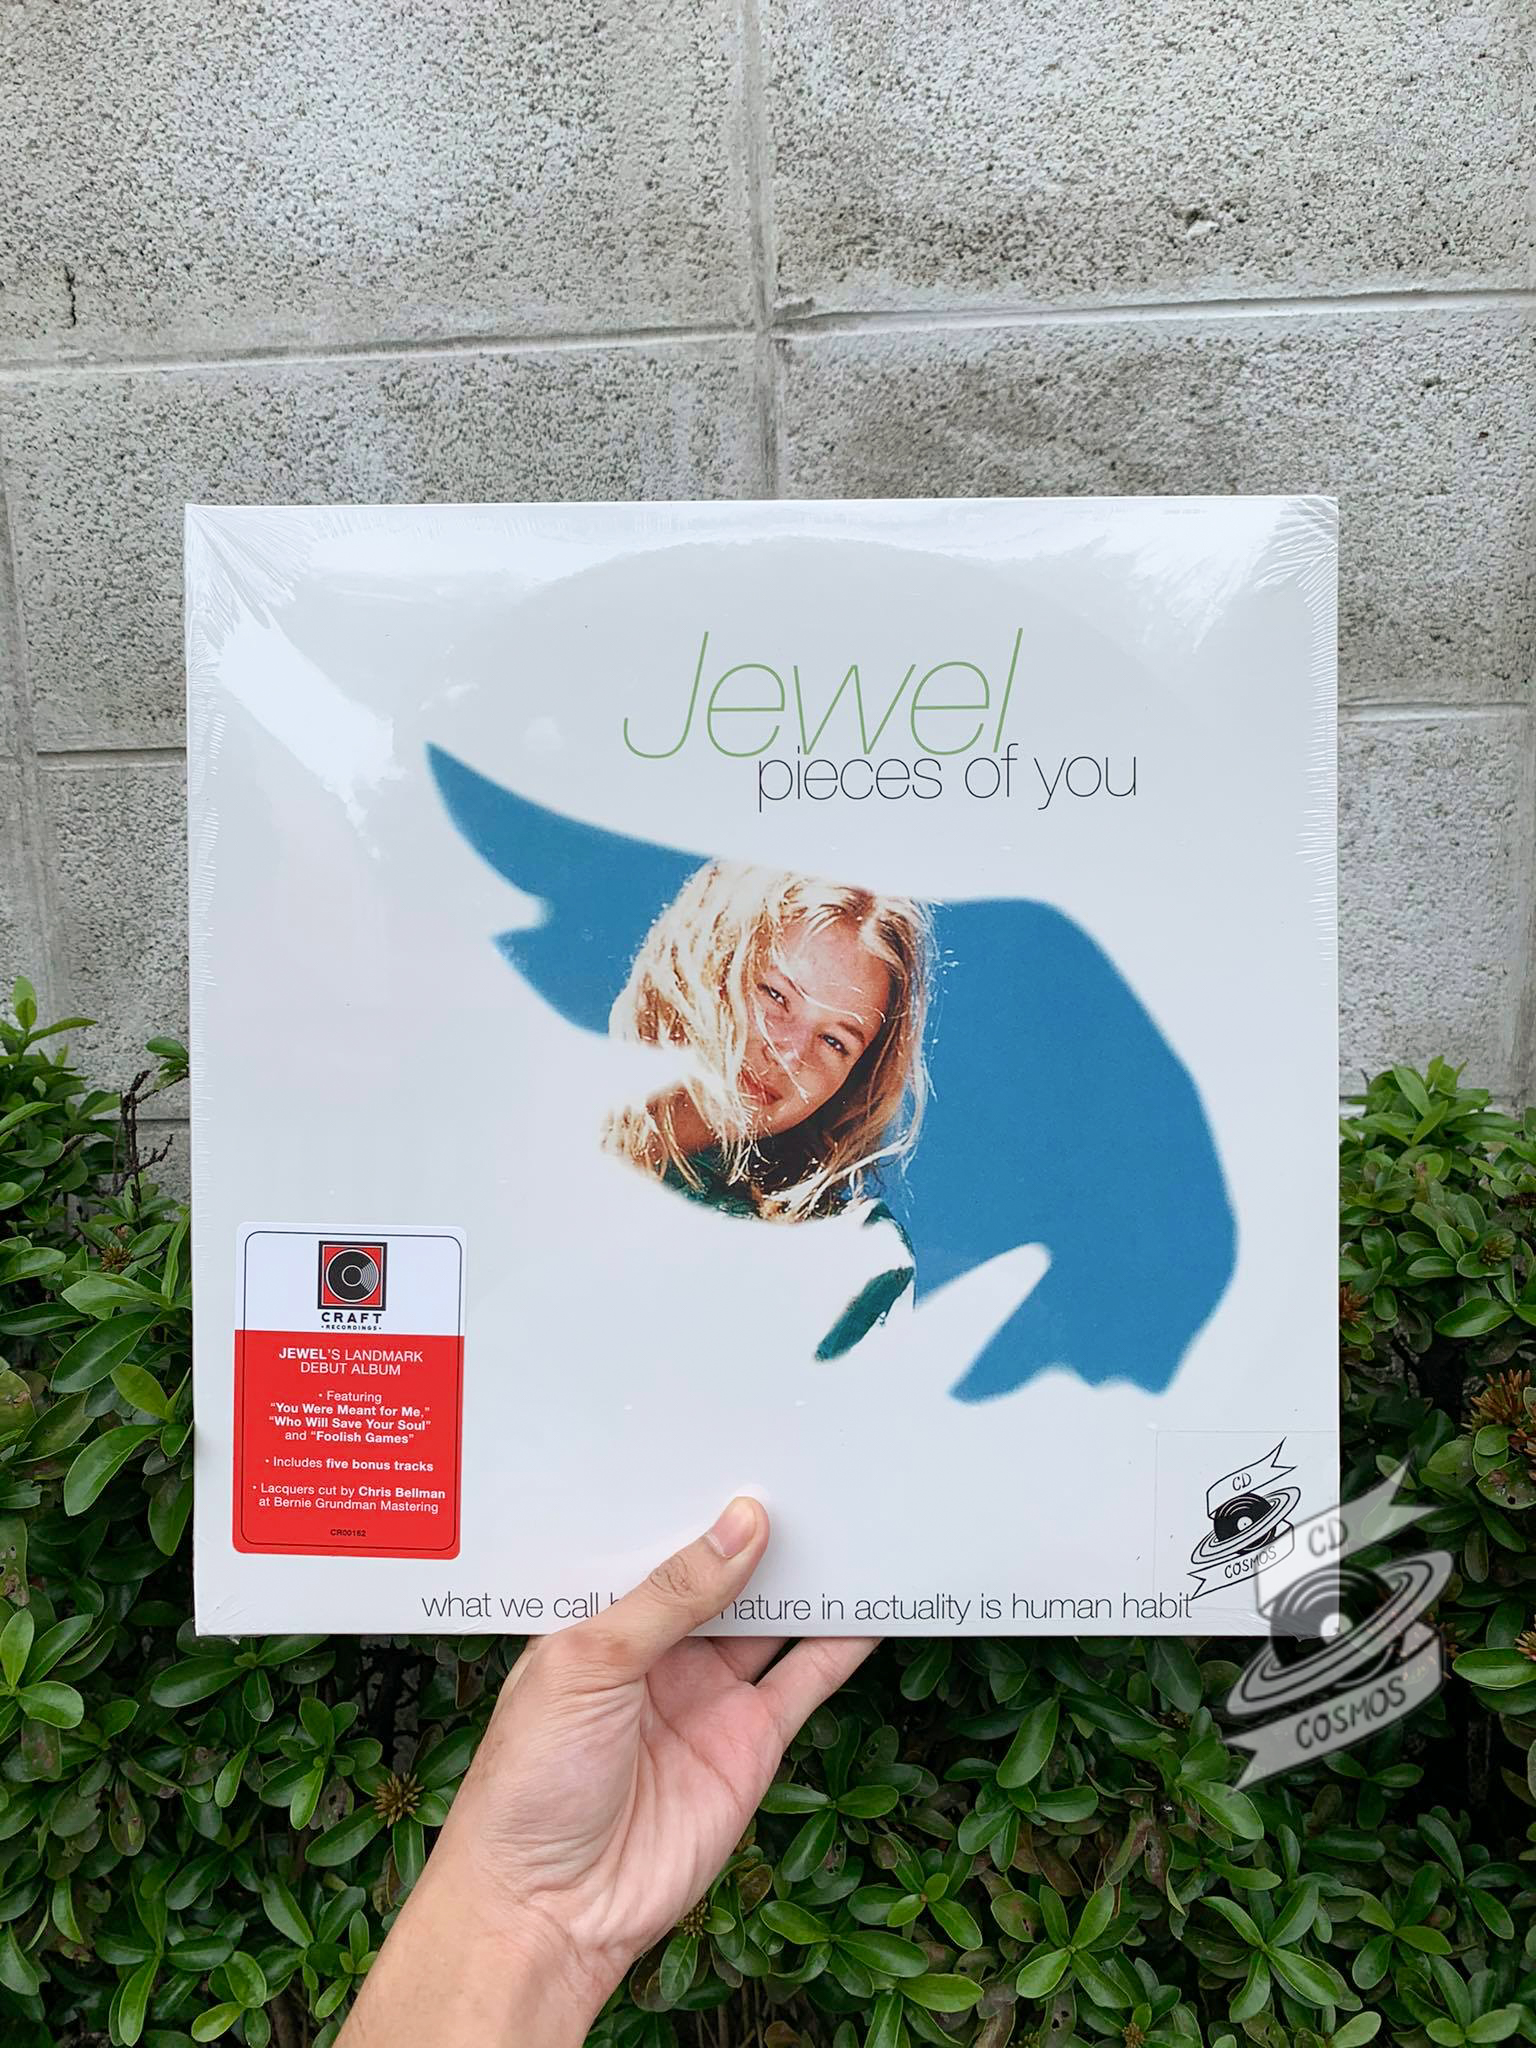 Jewel
pieces of you
CRAFT
•RECORDINGS•
JEWEL'S LANDMARK
DEBUT ALBUM
• Featuring
"You Were Meant for Me,"
"Who Will Save Your Soul"
and "Foolish Games"
• Includes five bonus tracks
• Lacquers cut by Chris Bellman
at Bernie Grundman Mastering
CR00152
CD
COSMOS
CD
COSMOS
what we call nature in actuality is human habit